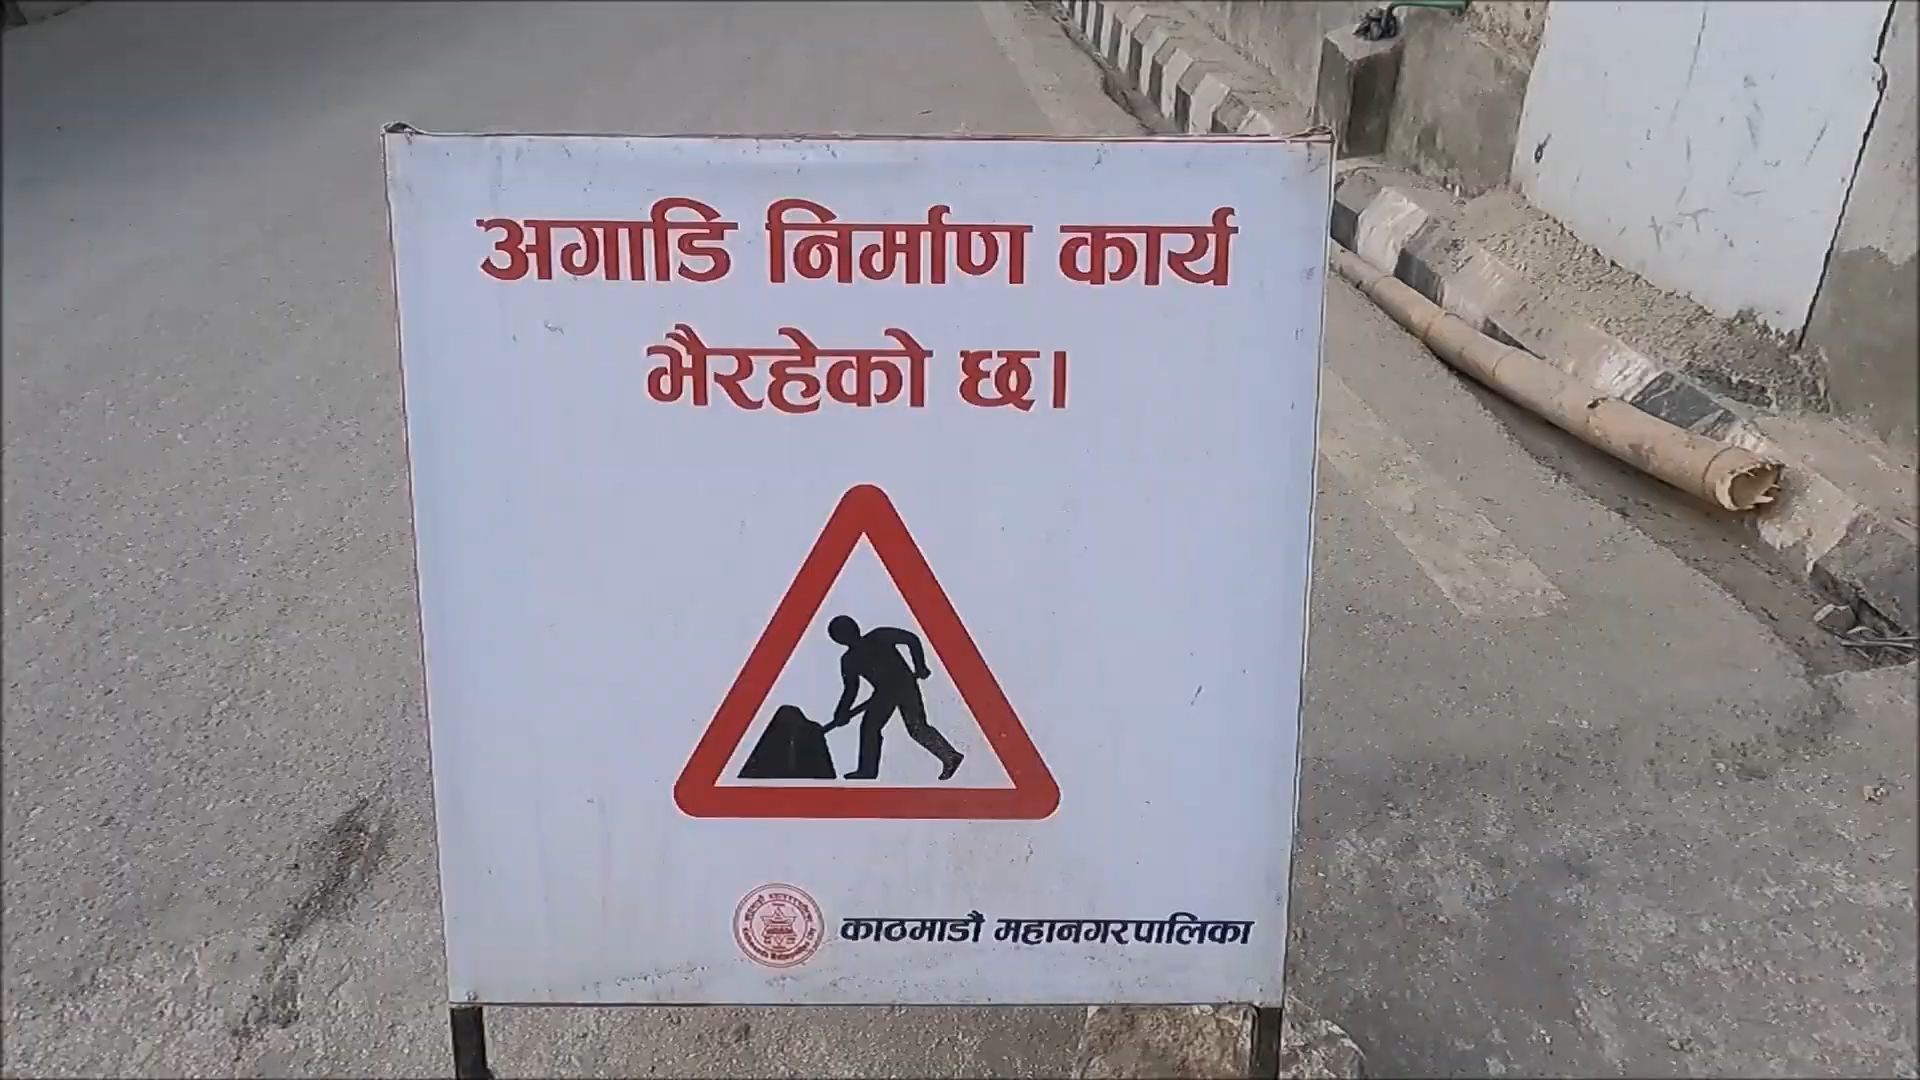 अगाडि निर्माण कार्य
भैरहेको छ।
काठमाडौं महानगरपालिका